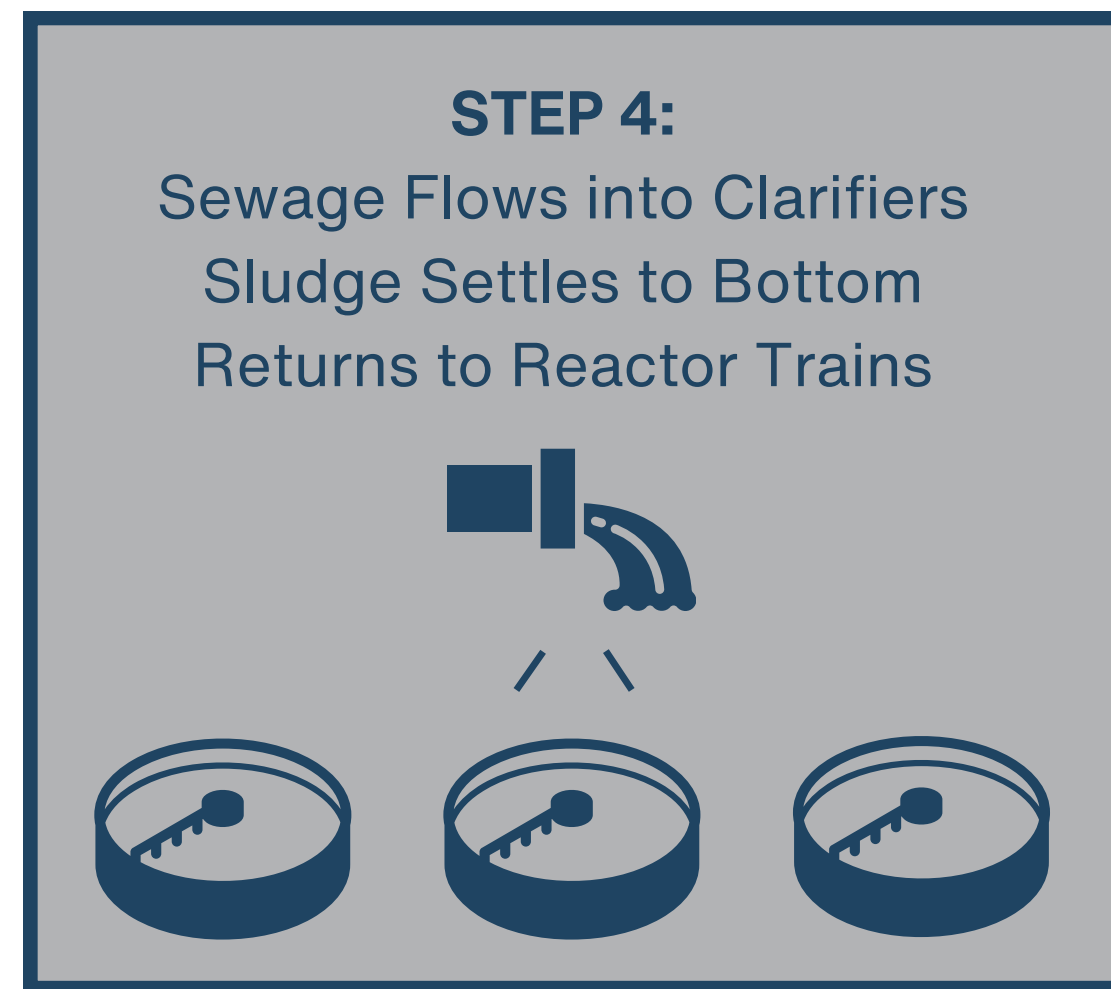 STEP 4:
Sewage Flows into Clarifiers
Sludge Settles to Bottom
Returns to Reactor Trains